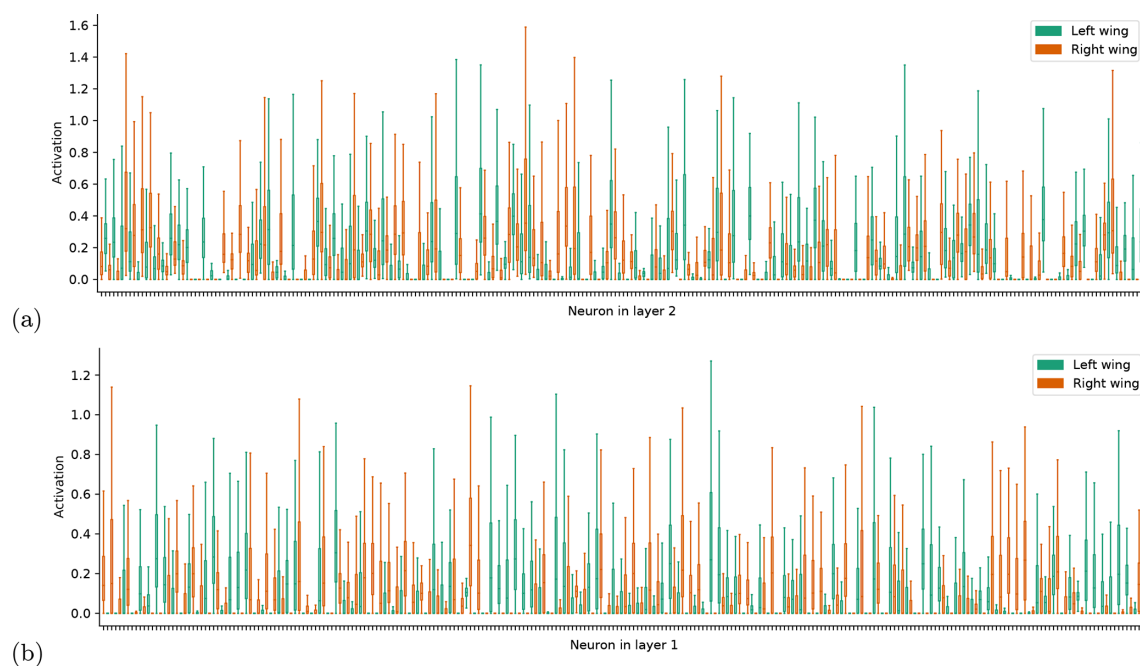 1.6
1.4
1.2
1.0
0.8
0.6
0.4
0.2
0.0
Activation
Left wing
Right wing
Neuron in layer 2
(a)
1.2
1.0
0.8
0.6
0.4
0.2
0.0
Activation
Left wing
Right wing
Neuron in layer 1
(b)